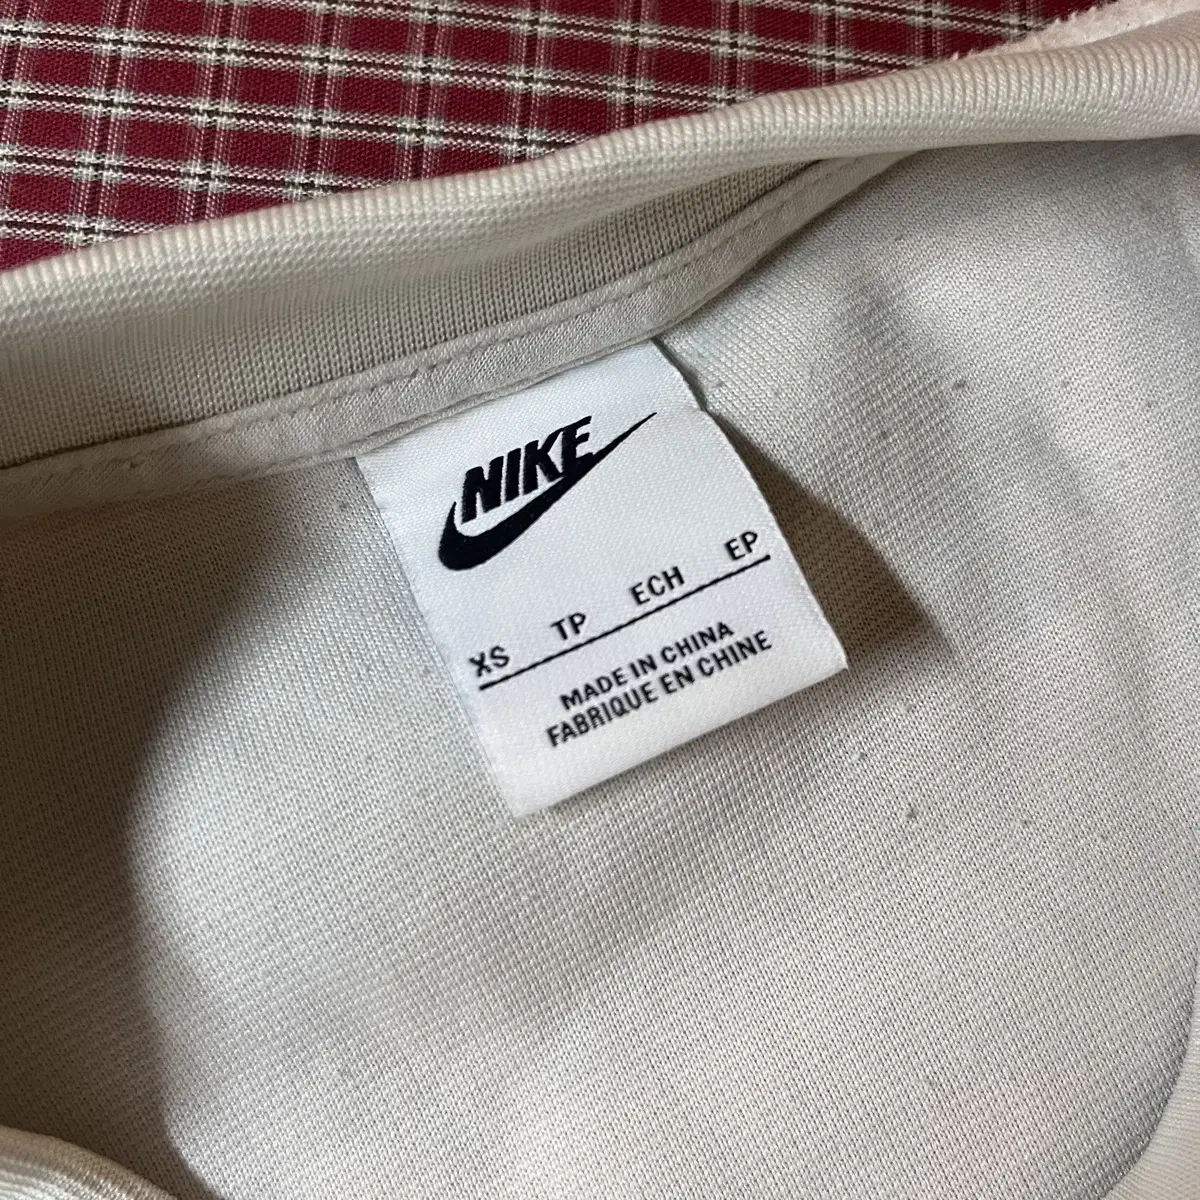 NIKE
XS TP ECH EP
MADE IN CHINA
FABRIQUE EN CHINE